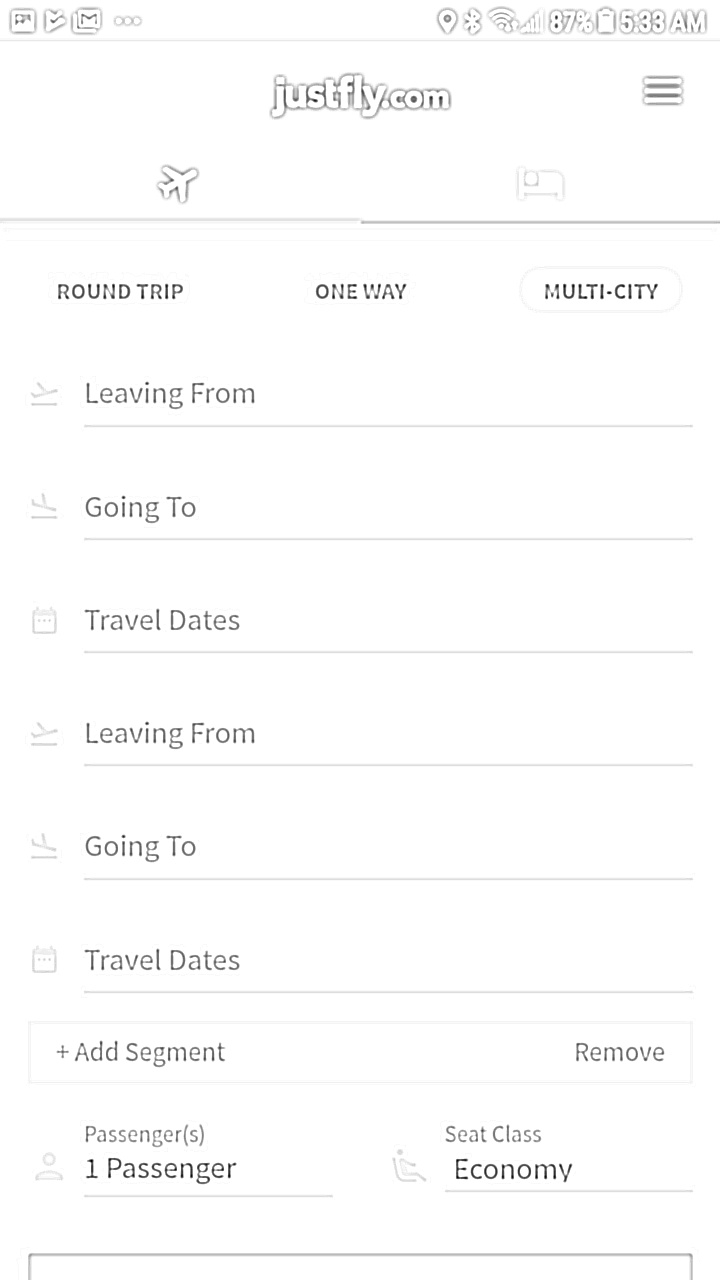 87% 5:33 AM
justfly.com
ROUND TRIP ONE WAY MULTI-CITY
Leaving From
Going To
Travel Dates
Leaving From
Going To
Travel Dates
+ Add Segment Remove
Passenger(s) Seat Class
1 Passenger Economy